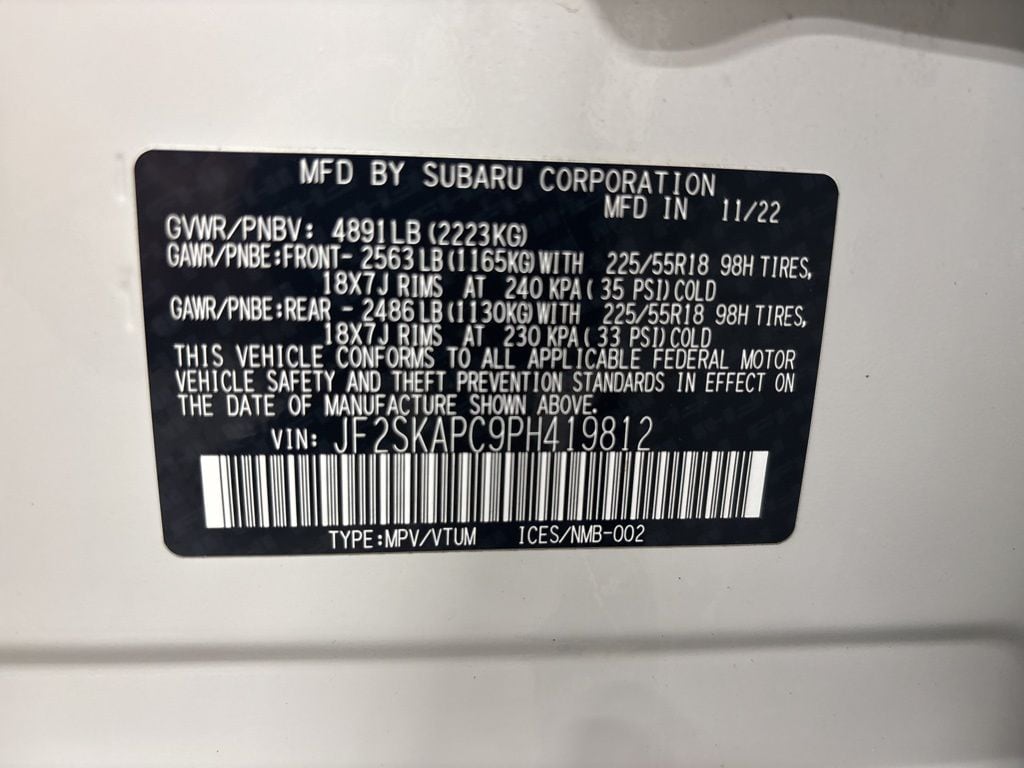 MFD BY SUBARU CORPORATION
MFD IN 11/22
GVWR/PNBV: 4891LB(2223KG)
GAWR/PNBE:FRONT- 2563LB(1165KG)WITH 225/55R18 98H TIRES,
18X7J RIMS AT 240 KPA( 35 PSI)COLD
GAWR/PNBE:REAR - 2486LB(1130KG)WITH 225/55R18 98H TIRES,
18X7J RIMS AT 230 KPA( 33 PSI)COLD
THIS VEHICLE CONFORMS TO ALL APPLICABLE FEDERAL MOTOR
VEHICLE SAFETY AND THEFT PREVENTION STANDARDS IN EFFECT ON
THE DATE OF MANUFACTURE SHOWN ABOVE.
VIN: JF2SKAPC9PH419812
TYPE:MPV/VTUM ICES/NMB-002